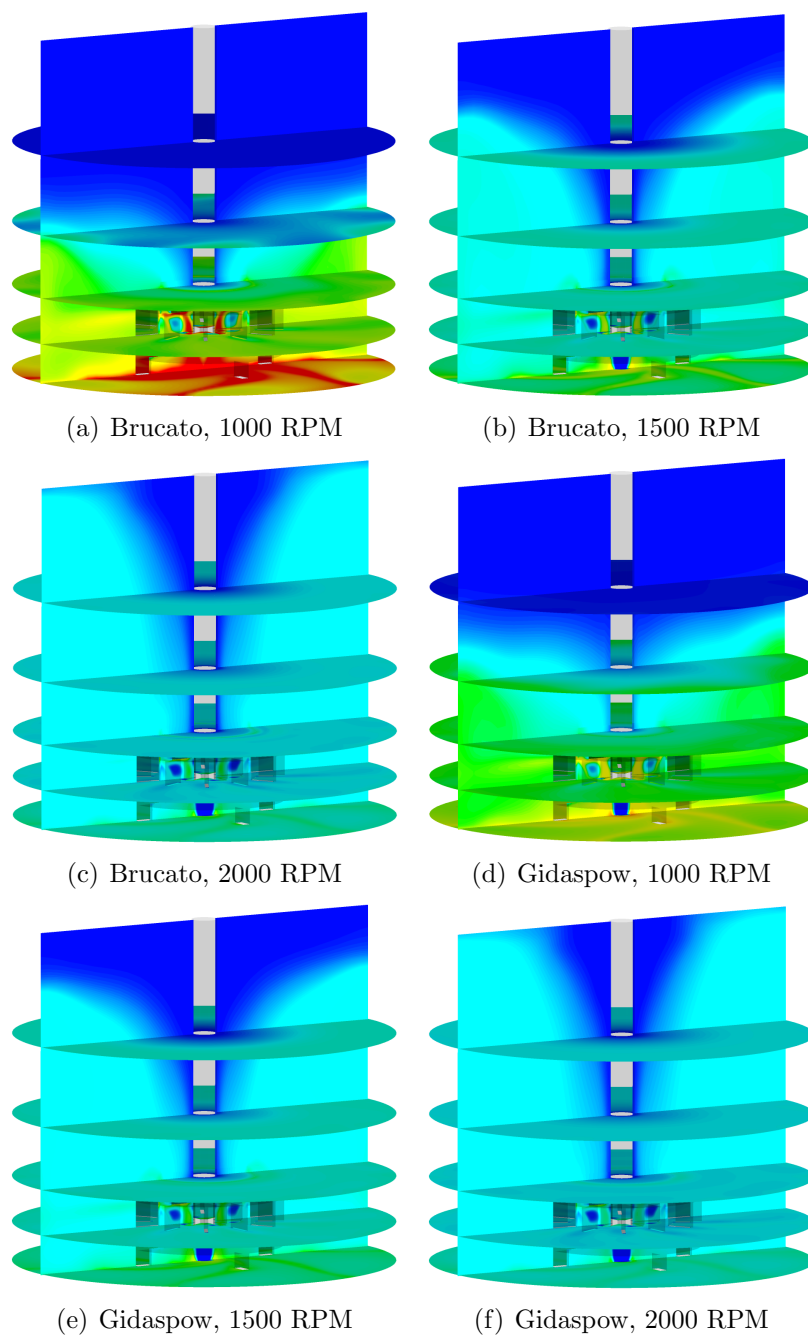 (a) Brucato, 1000 RPM
(b) Brucato, 1500 RPM
(c) Brucato, 2000 RPM
(d) Gidaspow, 1000 RPM
(e) Gidaspow, 1500 RPM
(f) Gidaspow, 2000 RPM